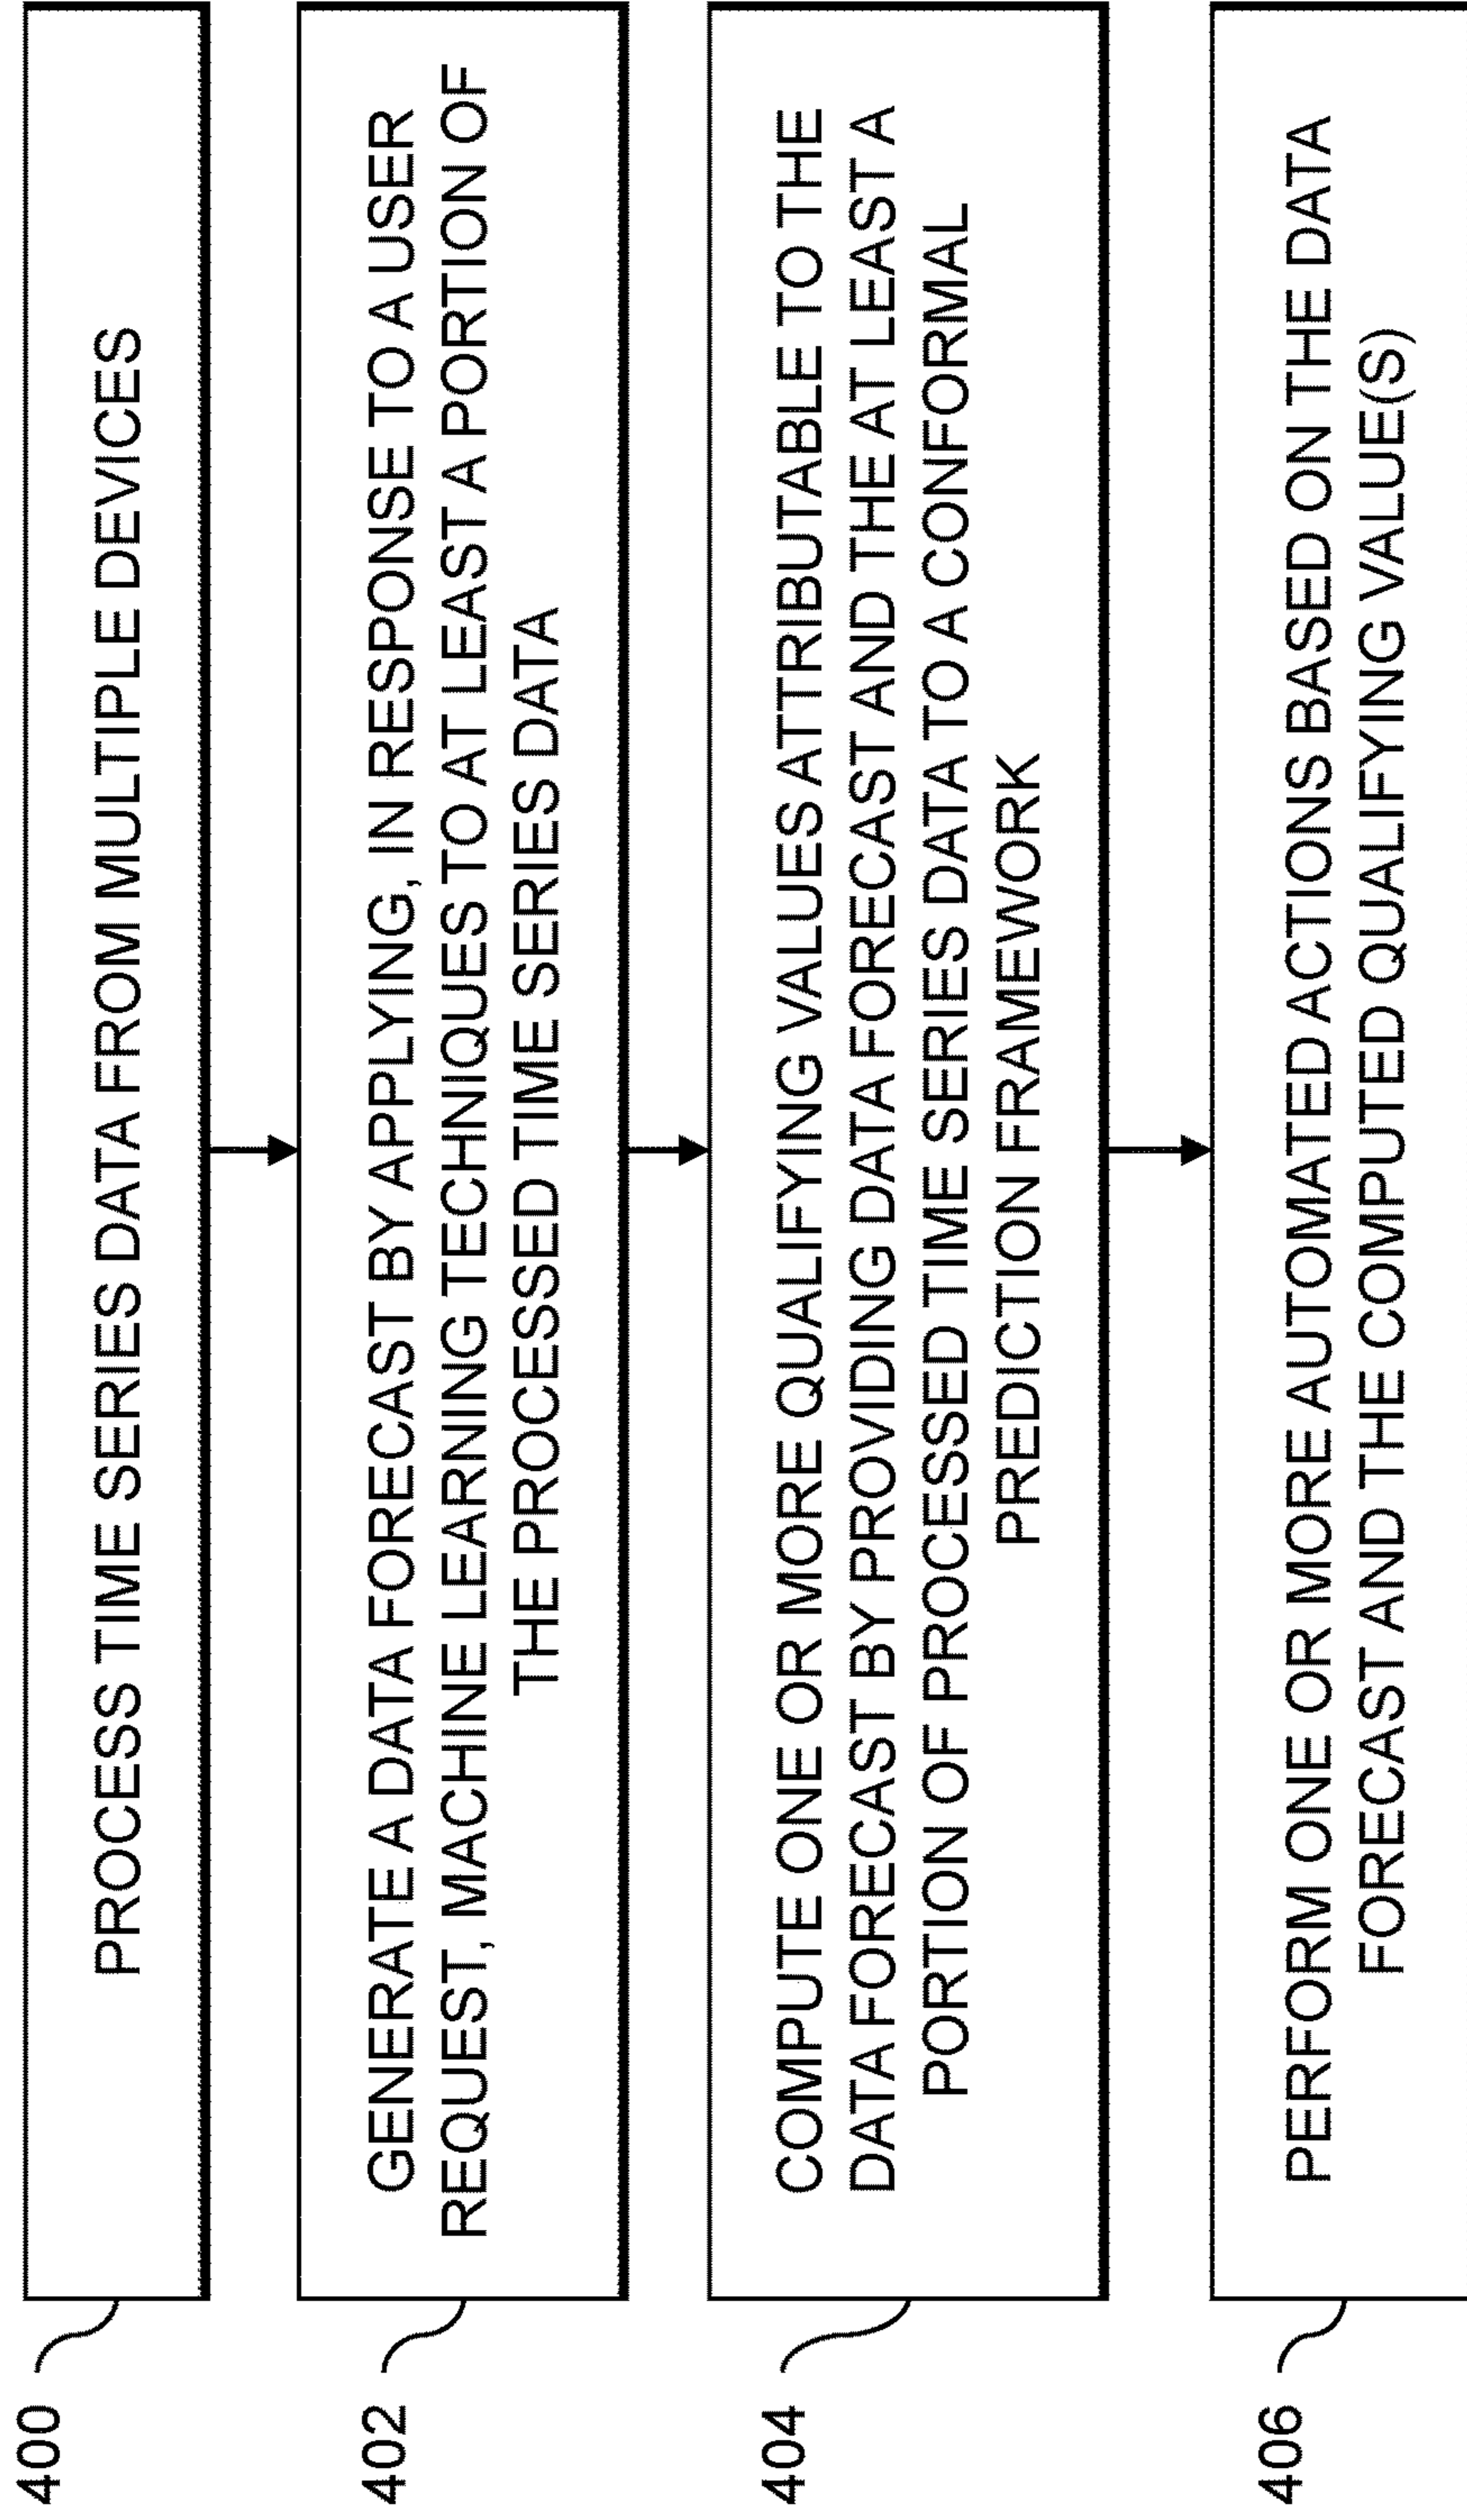 400
PROCESS TIME SERIES DATA FROM MULTIPLE DEVICES
402
GENERATE A DATA FORECAST BY APPLYING, IN RESPONSE TO A USER
REQUEST, MACHINE LEARNING TECHNIQUES TO AT LEAST A PORTION OF
THE PROCESSED TIME SERIES DATA
404
COMPUTE ONE OR MORE QUALIFYING VALUES ATTRIBUTABLE TO THE
DATA FORECAST BY PROVIDING DATA FORECAST AND THE AT LEAST A
PORTION OF PROCESSED TIME SERIES DATA TO A CONFORMAL
PREDICTION FRAMEWORK
406
PERFORM ONE OR MORE AUTOMATED ACTIONS BASED ON THE DATA
FORECAST AND THE COMPUTED QUALIFYING VALUE(S)